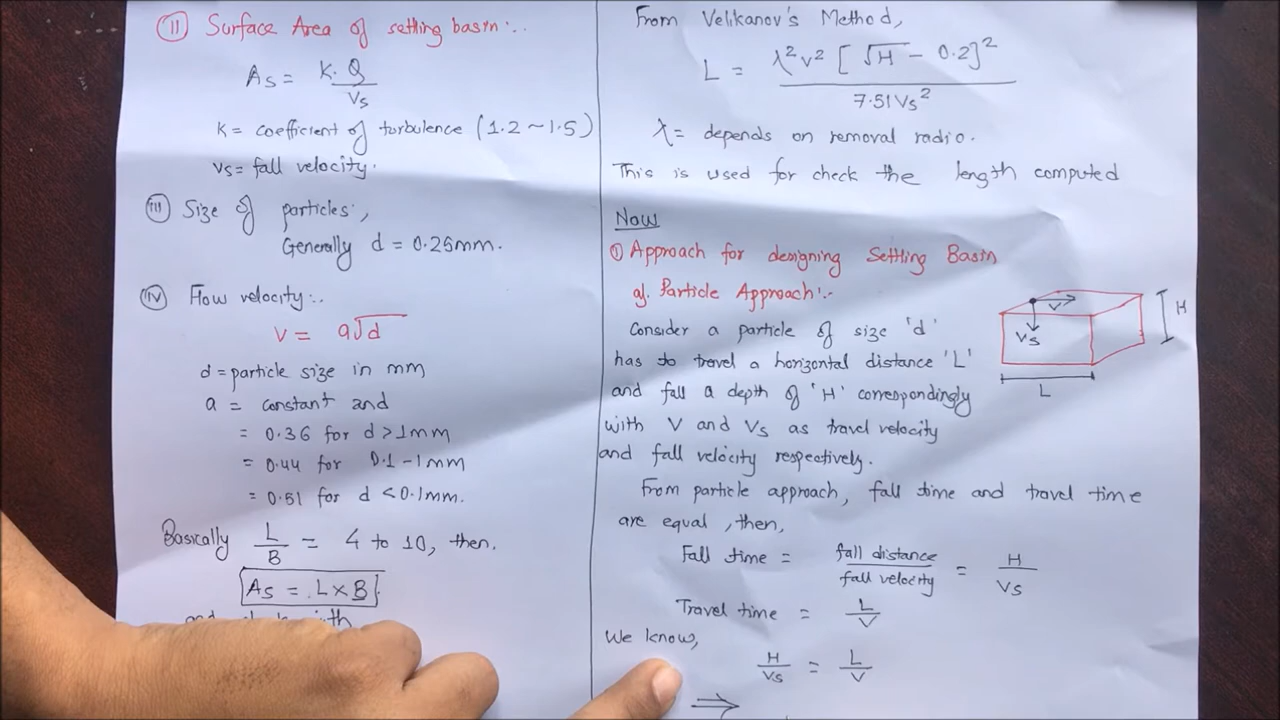 (II) Surface Area of settling basin:..
As = K.Q / Vs
K = coefficient of turbulence (1.2 ~ 1.5)
Vs = fall velocity.
(III) Size of particles,
Generally d = 0.25mm.
(IV) Flow velocity:..
V = a√d
d = particle size in mm
a = constant and
= 0.36 for d > 1mm
= 0.44 for 0.1 - 1mm
= 0.51 for d < 0.1mm.
Basically L/B = 4 to 10, then.
As = L × B
From Velikanov's Method,
L = λ² v² [√H - 0.2]² / 7.51 Vs²
λ = depends on removal radio.
This is used for check the length computed
Now
(1) Approach for designing Settling Basin
a). Particle Approach:-
Consider a particle of size 'd'
has to travel a horizontal distance 'L'
and fall a depth of 'H' correspondingly
with V and Vs as travel velocity
and fall velocity respectively.
V
Vs
H
L
From particle approach, fall time and travel time
are equal, then,
Fall time = fall distance / fall velocity = H / Vs
Travel time = L / V
We know,
H / Vs = L / V
⇒